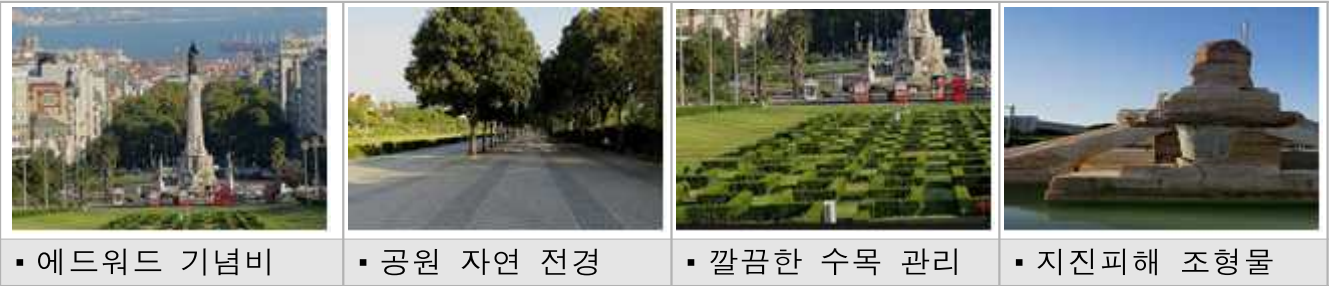 ▪ 에드워드 기념비
▪ 공원 자연 전경
▪ 깔끔한 수목 관리
▪ 지진피해 조형물